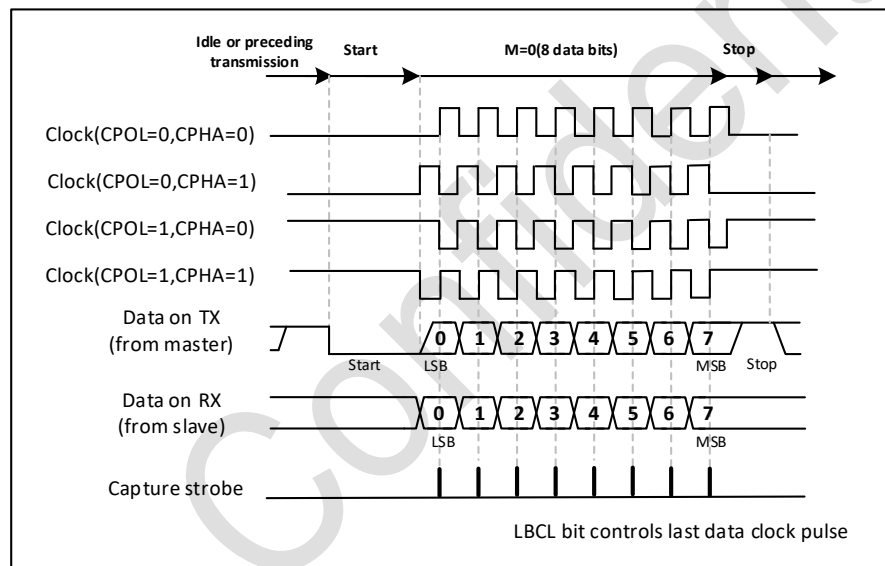 Idle or preceding
transmission
Start
M=0(8 data bits)
Stop
Clock(CPOL=0,CPHA=0)
Clock(CPOL=0,CPHA=1)
Clock(CPOL=1,CPHA=0)
Clock(CPOL=1,CPHA=1)
Data on TX
(from master)
0 1 2 3 4 5 6 7
Start
LSB
MSB
Stop
Data on RX
(from slave)
0 1 2 3 4 5 6 7
LSB
MSB
Capture strobe
LBCL bit controls last data clock pulse
Confiden